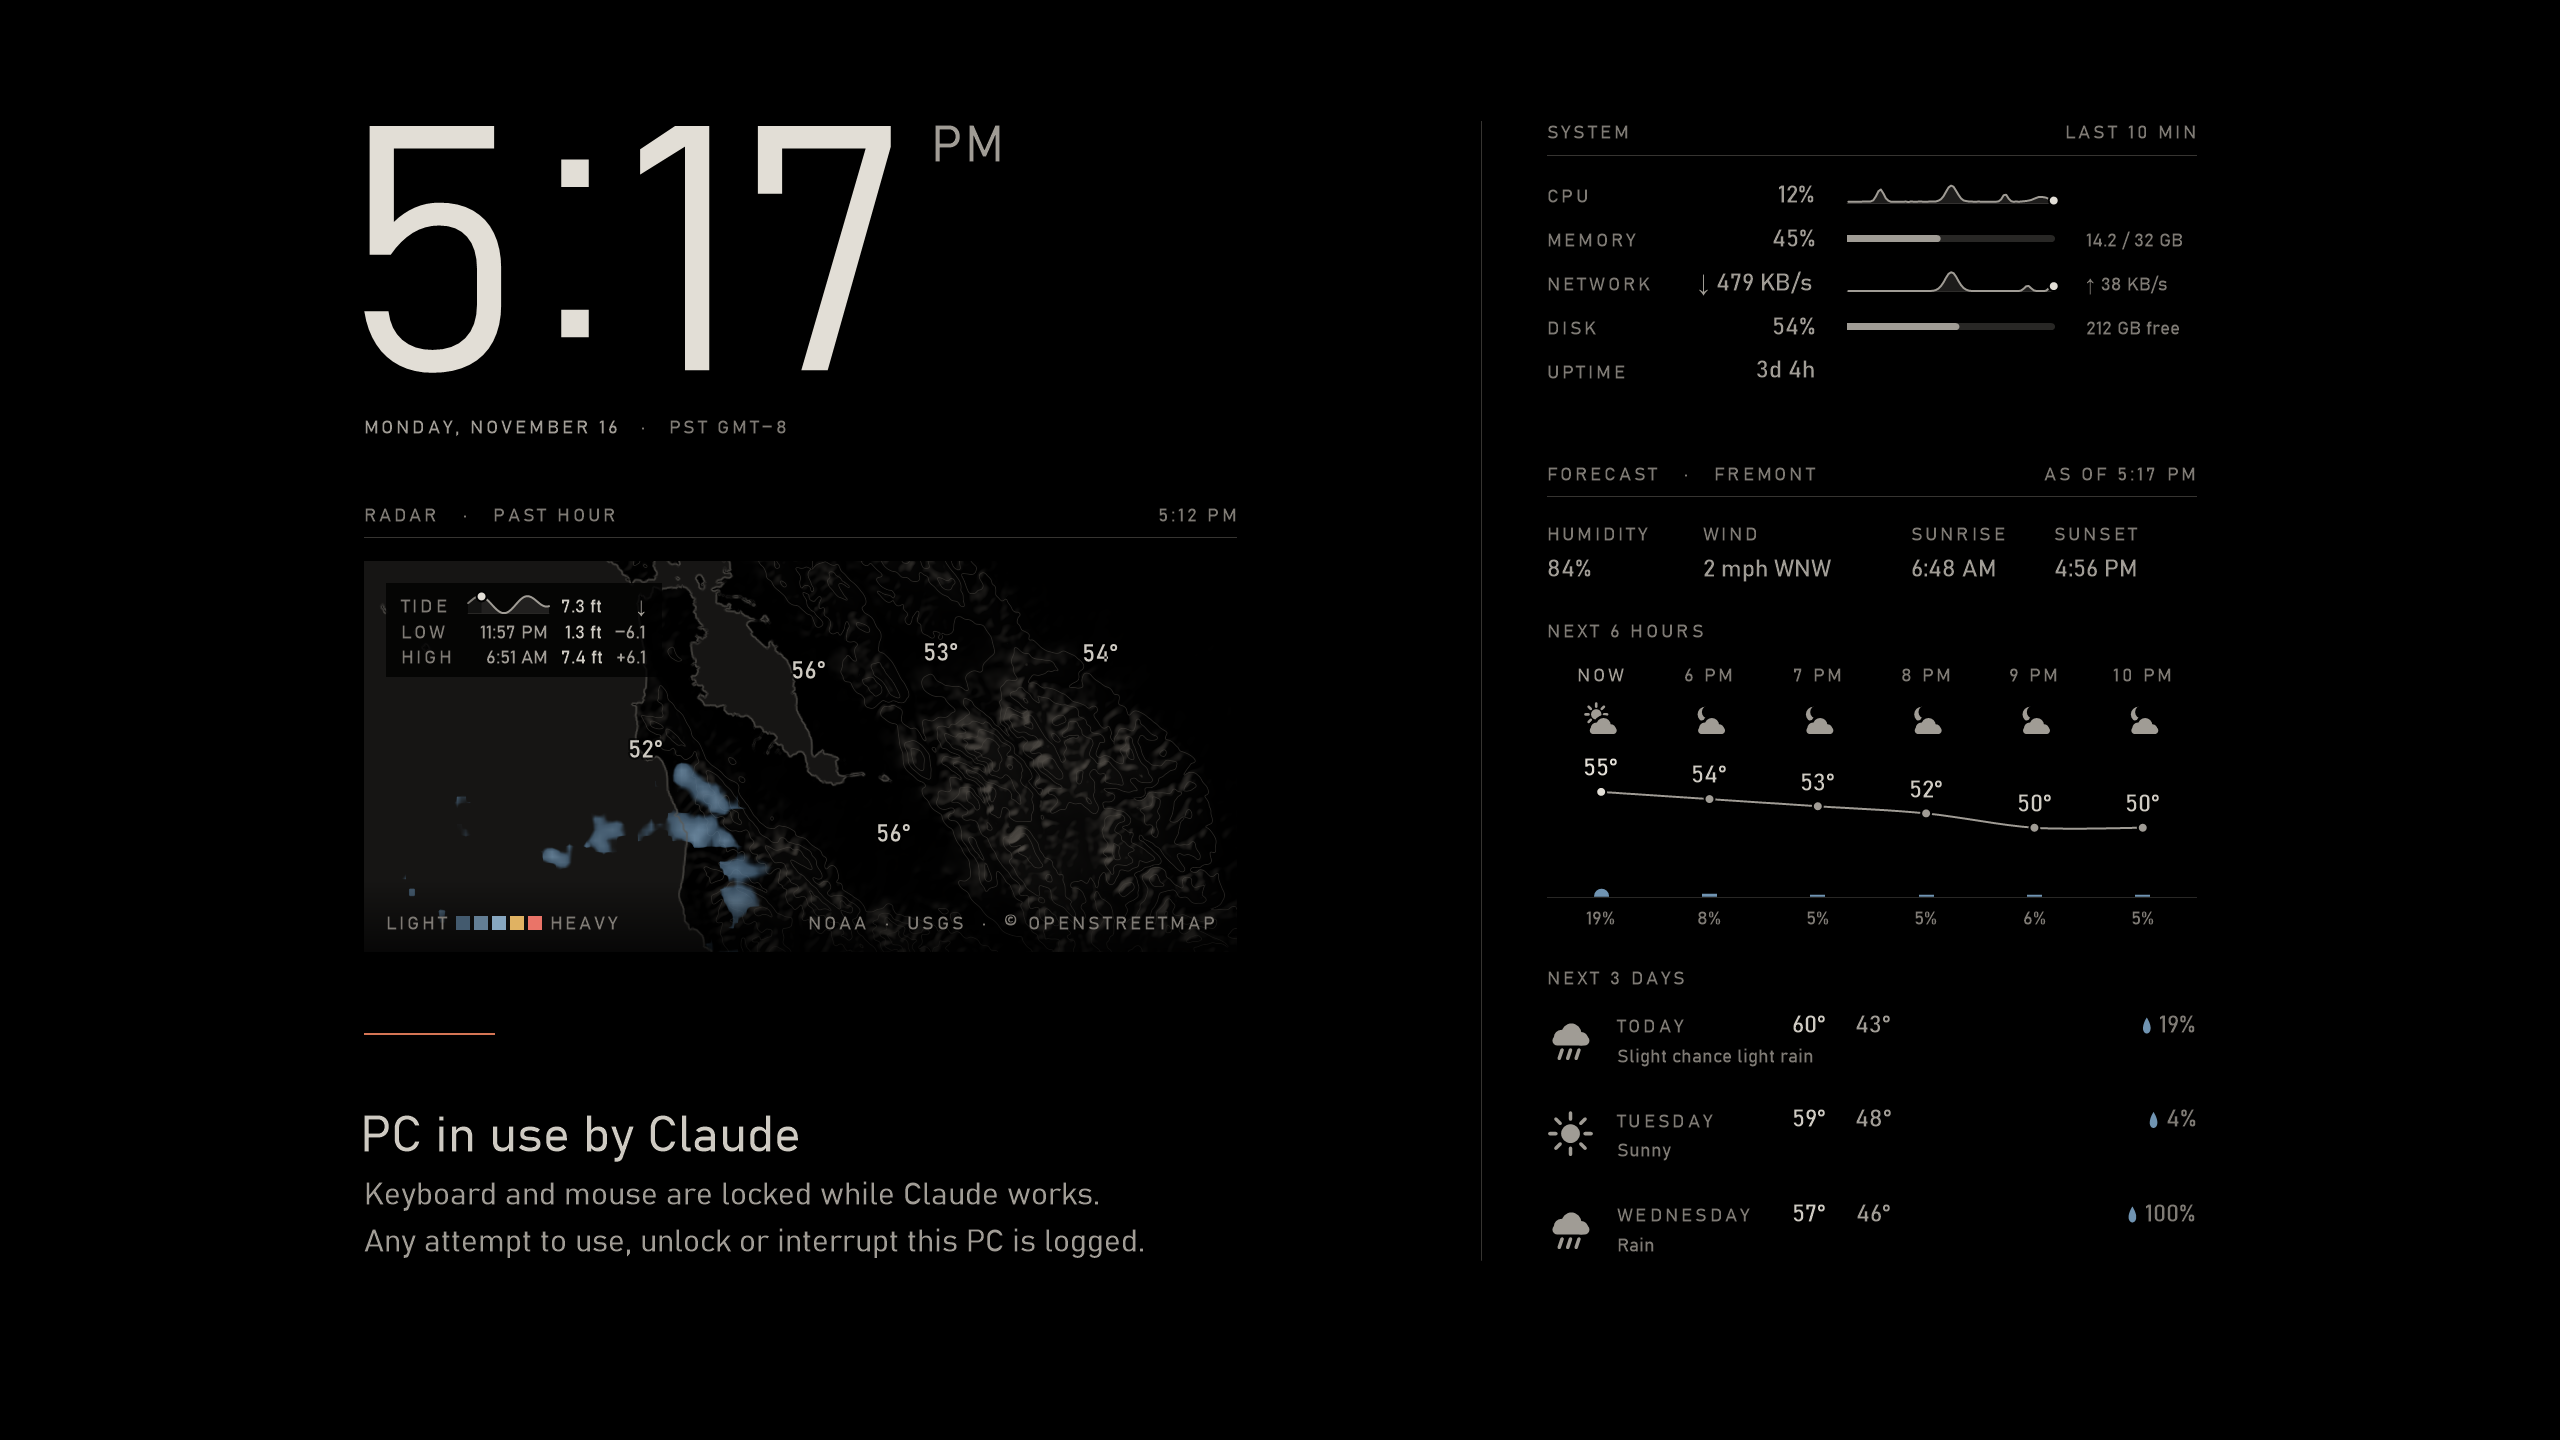 5:17 PM
MONDAY, NOVEMBER 16 · PST GMT−8
RADAR · PAST HOUR 5:12 PM
TIDE 7.3 ft ↓
LOW 11:57 PM 1.3 ft −6.1
HIGH 6:51 AM 7.4 ft +6.1
53° 54°
56°
52°
56°
LIGHT HEAVY NOAA · USGS · © OPENSTREETMAP
PC in use by Claude
Keyboard and mouse are locked while Claude works.
Any attempt to use, unlock or interrupt this PC is logged.
SYSTEM LAST 10 MIN
CPU 12%
MEMORY 45% 14.2 / 32 GB
NETWORK ↓ 479 KB/s ↑ 38 KB/s
DISK 54% 212 GB free
UPTIME 3d 4h
FORECAST · FREMONT AS OF 5:17 PM
HUMIDITY WIND SUNRISE SUNSET
84% 2 mph WNW 6:48 AM 4:56 PM
NEXT 6 HOURS
NOW 6 PM 7 PM 8 PM 9 PM 10 PM
55° 54° 53° 52° 50° 50°
19% 8% 5% 5% 6% 5%
NEXT 3 DAYS
TODAY 60° 43° 19%
Slight chance light rain
TUESDAY 59° 48° 4%
Sunny
WEDNESDAY 57° 46° 100%
Rain